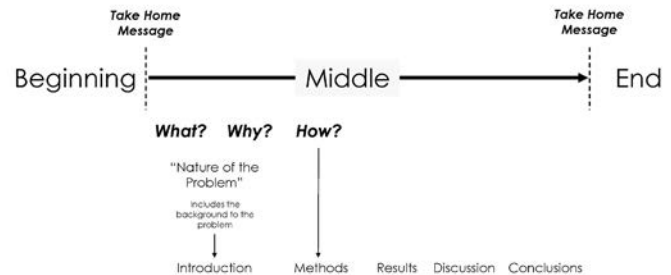 Take Home
Message
Take Home
Message
Beginning
Middle
End
What? Why? How?
"Nature of the
Problem"
Includes the
background to the
problem
Introduction Methods Results Discussion Conclusions